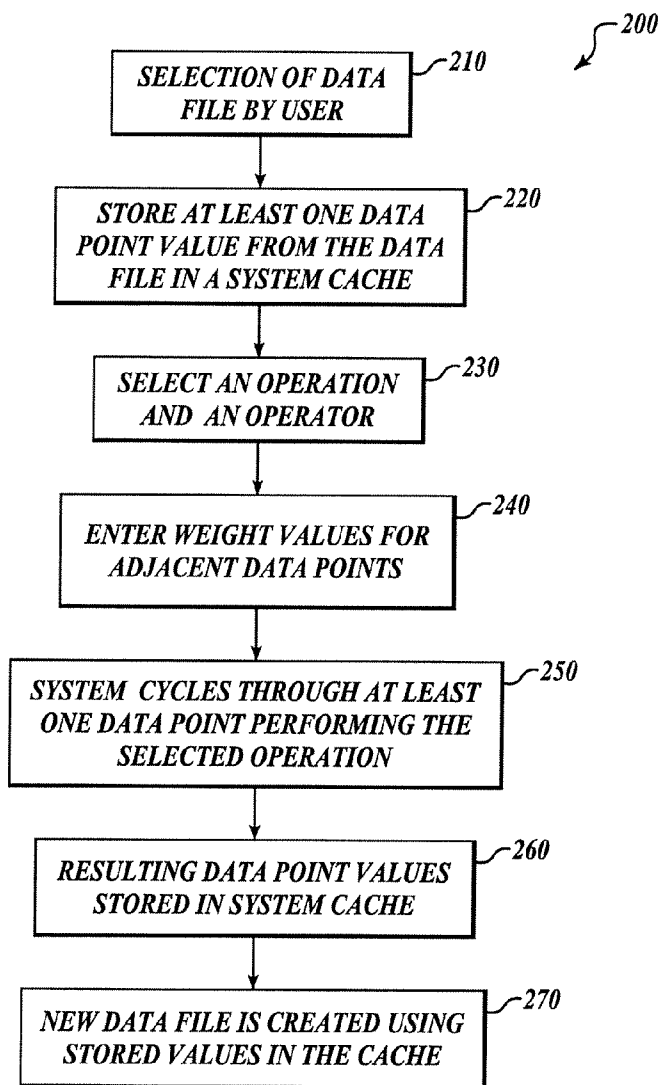 200
210
SELECTION OF DATA
FILE BY USER
220
STORE AT LEAST ONE DATA
POINT VALUE FROM THE DATA
FILE IN A SYSTEM CACHE
230
SELECT AN OPERATION
AND AN OPERATOR
240
ENTER WEIGHT VALUES FOR
ADJACENT DATA POINTS
250
SYSTEM CYCLES THROUGH AT LEAST
ONE DATA POINT PERFORMING THE
SELECTED OPERATION
260
RESULTING DATA POINT VALUES
STORED IN SYSTEM CACHE
270
NEW DATA FILE IS CREATED USING
STORED VALUES IN THE CACHE